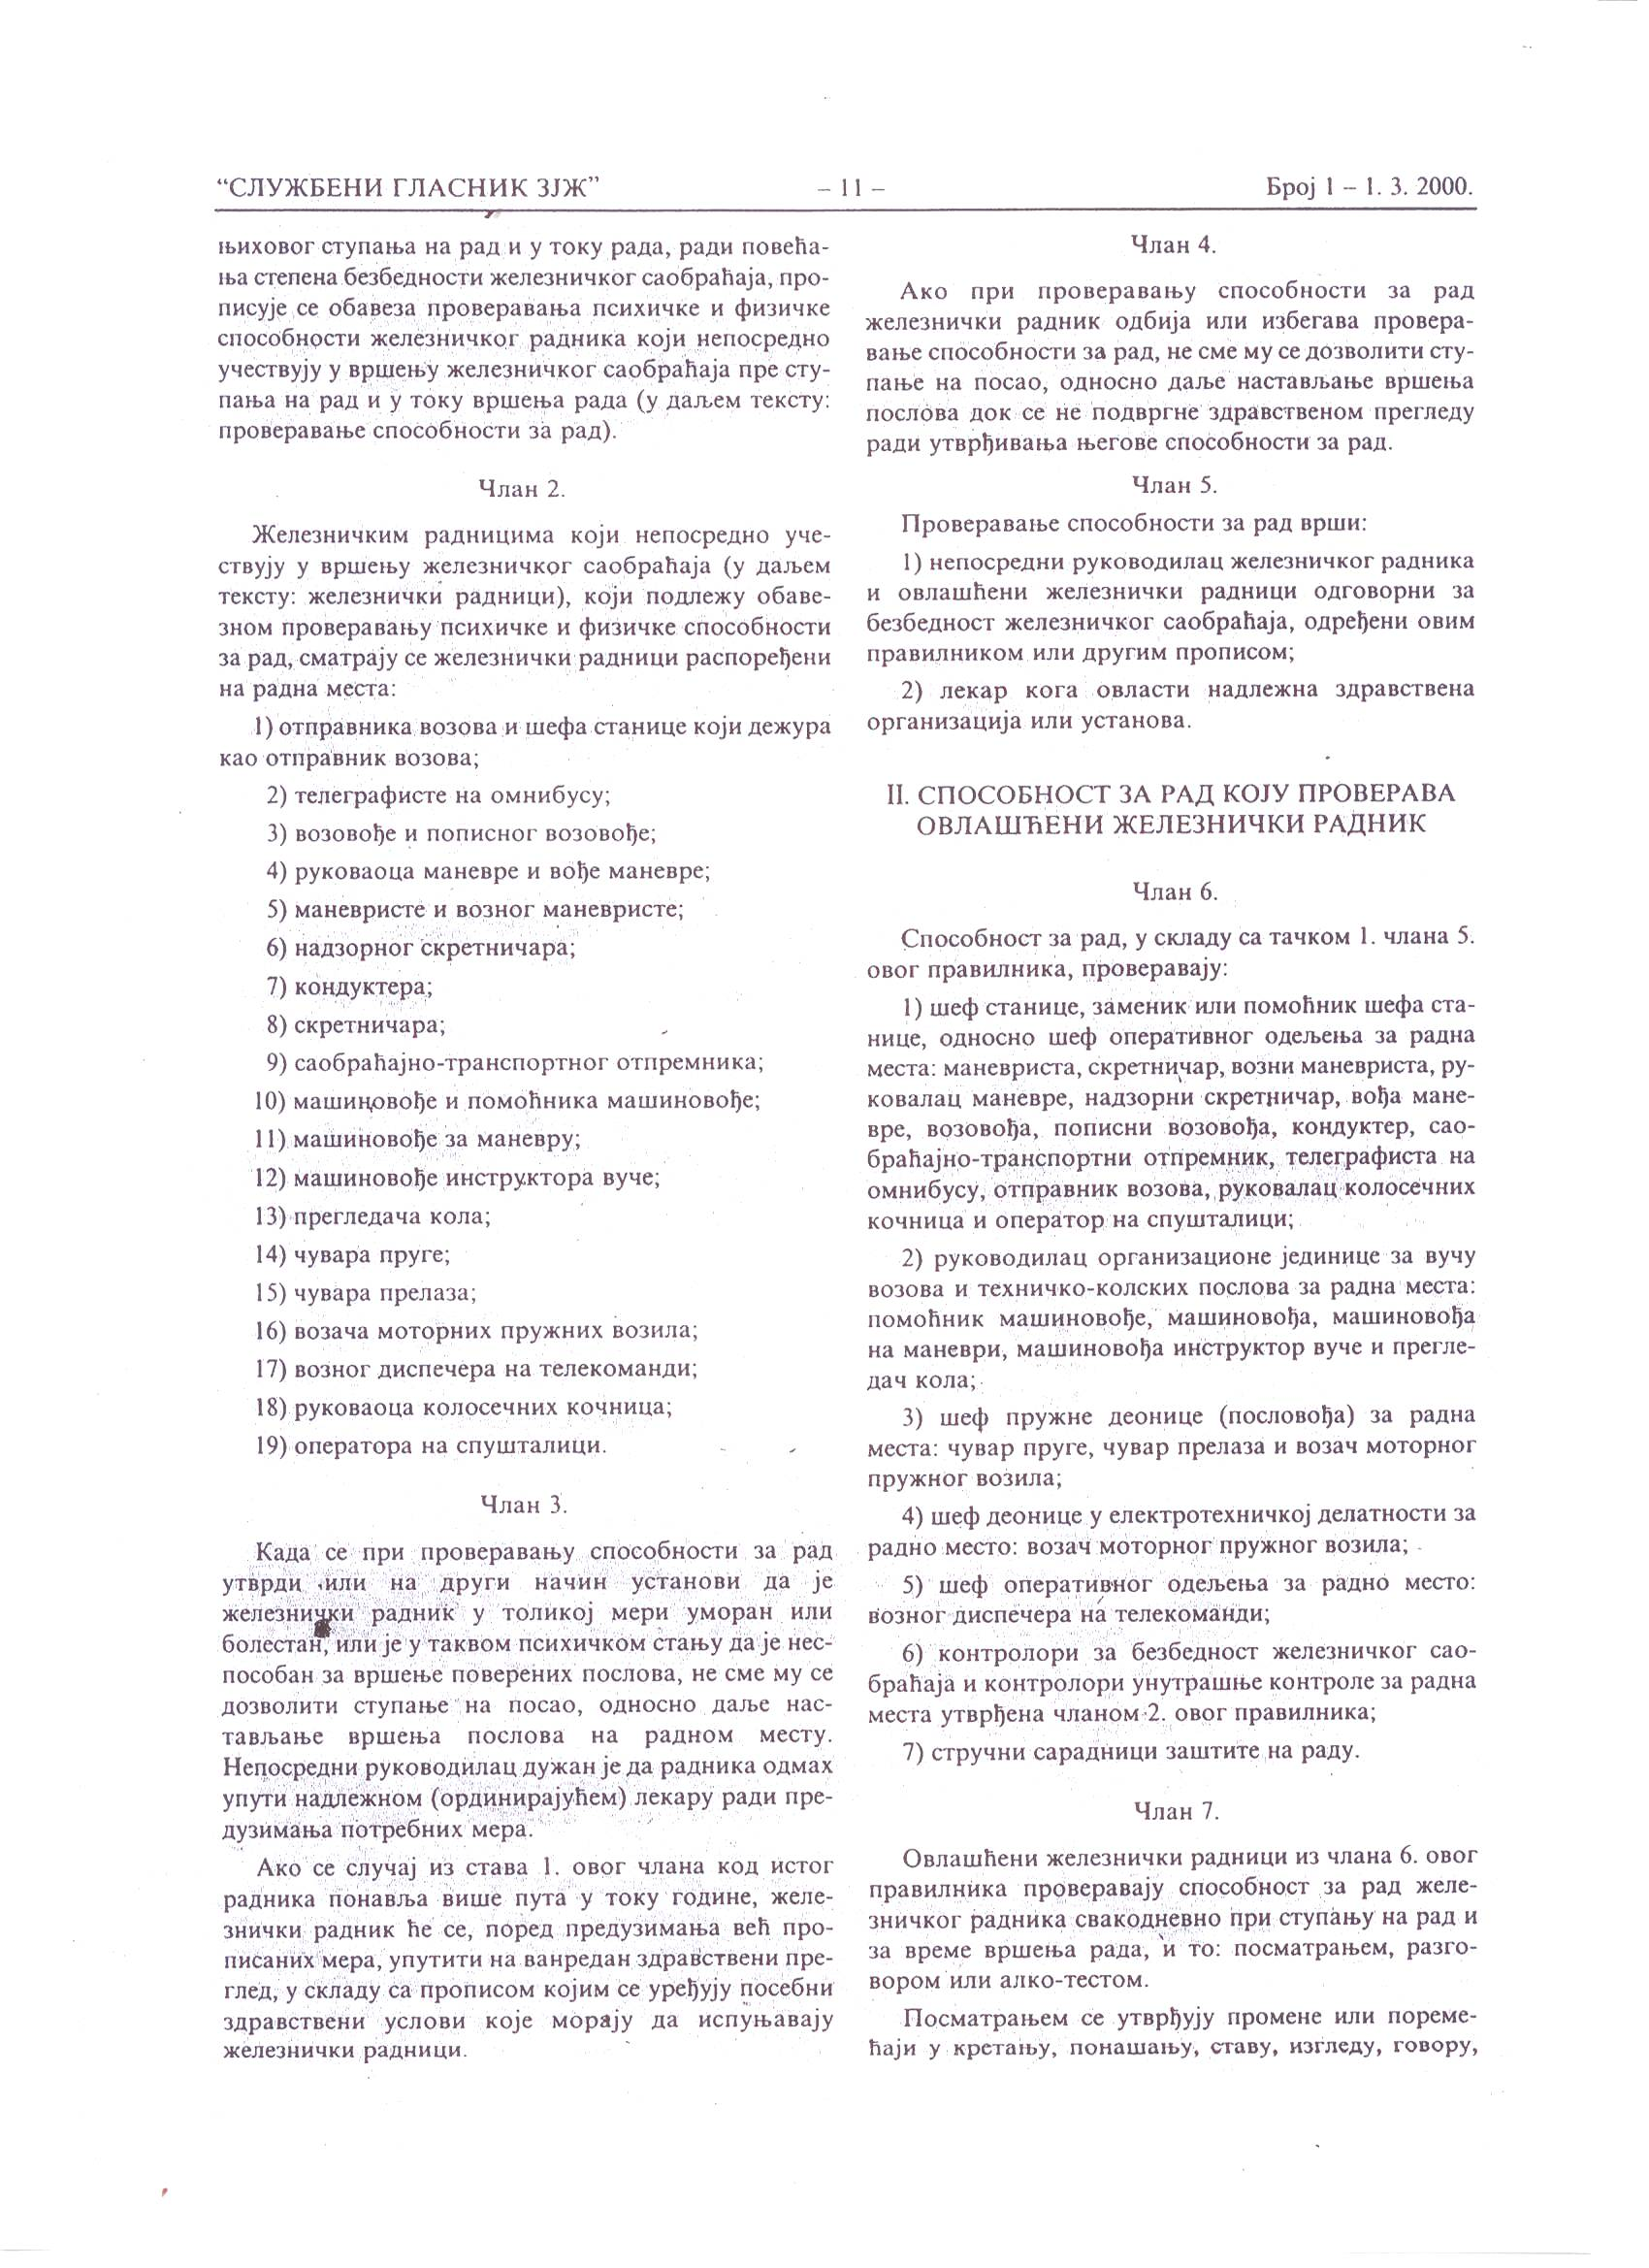 “СЛУЖБЕНИ ГЛАСНИК ЗЈЖ” – 11 – Број 1 – 1. 3. 2000.
њиховог ступања на рад и у току рада, ради повећа-
ња степена безбедности железничког саобраћаја, про-
писује се обавеза проверавања психичке и физичке
способности железничког радника који непосредно
учествују у вршењу железничког саобраћаја пре сту-
пања на рад и у току вршења рада (у даљем тексту:
проверавање способности за рад).
Члан 2.
Железничким радницима који непосредно уче-
ствују у вршењу железничког саобраћаја (у даљем
тексту: железнички радници), који подлежу обаве-
зном проверавању психичке и физичке способности
за рад, сматрају се железнички радници распоређени
на радна места:
1) отправника возова и шефа станице који дежура
као отправник возова;
2) телеграфисте на омнибусу;
3) возовође и пописног возовође;
4) руковаоца маневре и вође маневре;
5) маневристе и возног маневристе;
6) надзорног скретничара;
7) кондуктера;
8) скретничара;
9) саобраћајно-транспортног отпремника;
10) машиновође и помоћника машиновође;
11) машиновође за маневру;
12) машиновође инструктора вуче;
13) прегледача кола;
14) чувара пруге;
15) чувара прелаза;
16) возача моторних пружних возила;
17) возног диспечера на телекоманди;
18) руковаоца колосечних кочница;
19) оператора на спушталици.
Члан 3.
Када се при проверавању способности за рад
утврди или на други начин установи да је
железнички радник у толикој мери уморан или
болестан, или је у таквом психичком стању да је нес-
пособан за вршење поверених послова, не сме му се
дозволити ступање на посао, односно даље нас-
тављање вршења послова на радном месту.
Непосредни руководилац дужан је да радника одмах
упути надлежном (ординирајућем) лекару ради пре-
дузимања потребних мера.
Ако се случај из става 1. овог члана код истог
радника понавља више пута у току године, желе-
знички радник ће се, поред предузимања већ про-
писаних мера, упутити на ванредан здравствени пре-
глед, у складу са прописом којим се уређују посебни
здравствени услови које морају да испуњавају
железнички радници.
Члан 4.
Ако при проверавању способности за рад
железнички радник одбија или избегава провера-
вање способности за рад, не сме му се дозволити сту-
пање на посао, односно даље настављање вршења
послова док се не подвргне здравственом прегледу
ради утврђивања његове способности за рад.
Члан 5.
Проверавање способности за рад врши:
1) непосредни руководилац железничког радника
и овлашћени железнички радници одговорни за
безбедност железничког саобраћаја, одређени овим
правилником или другим прописом;
2) лекар кога овласти надлежна здравствена
организација или установа.
II. СПОСОБНОСТ ЗА РАД КОЈУ ПРОВЕРАВА
ОВЛАШЋЕНИ ЖЕЛЕЗНИЧКИ РАДНИК
Члан 6.
Способност за рад, у складу са тачком 1. члана 5.
овог правилника, проверавају:
1) шеф станице, заменик или помоћник шефа ста-
нице, односно шеф оперативног одељења за радна
места: маневриста, скретничар, возни маневриста, ру-
ковалац маневре, надзорни скретничар, вођа мане-
вре, возовођа, пописни возовођа, кондуктер, сао-
браћајно-транспортни отпремник, телеграфиста на
омнибусу, отправник возова, руковалац колосечних
кочница и оператор на спушталици;
2) руководилац организационе јединице за вучу
возова и техничко-колских послова за радна места:
помоћник машиновође, машиновођа, машиновођа
на маневри, машиновођа инструктор вуче и прегле-
дач кола;
3) шеф пружне деонице (пословођа) за радна
места: чувар пруге, чувар прелаза и возач моторног
пружног возила;
4) шеф деонице у електротехничкој делатности за
радно место: возач моторног пружног возила;
5) шеф оперативног одељења за радно место:
возног диспечера на телекоманди;
6) контролори за безбедност железничког сао-
браћаја и контролори унутрашње контроле за радна
места утврђена чланом 2. овог правилника;
7) стручни сарадници заштите на раду.
Члан 7.
Овлашћени железнички радници из члана 6. овог
правилника проверавају способност за рад желе-
зничког радника свакодневно при ступању на рад и
за време вршења рада, и то: посматрањем, разго-
вором или алко-тестом.
Посматрањем се утврђују промене или пореме-
ћаји у кретању, понашању, ставу, изгледу, говору,